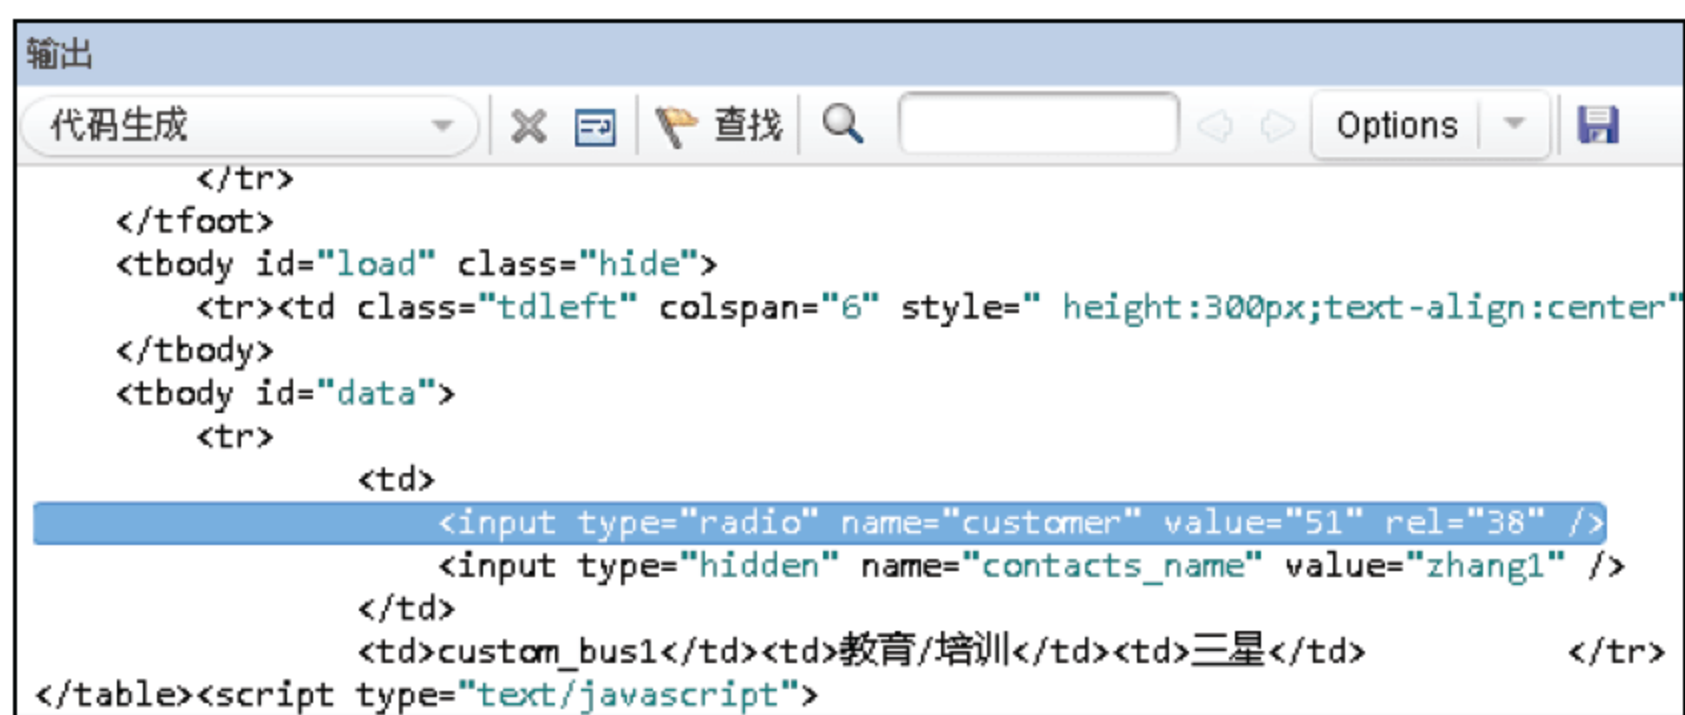 输出
代码生成 查找 Options
</tr>
</tfoot>
<tbody id="load" class="hide">
<tr><td class="tdleft" colspan="6" style=" height:300px;text-align:center"
</tbody>
<tbody id="data">
<tr>
<td>
<input type="radio" name="customer" value="51" rel="38" />
<input type="hidden" name="contacts_name" value="zhang1" />
</td>
<td>custom_bus1</td><td>教育/培训</td><td>三星</td> </tr>
</table><script type="text/javascript">